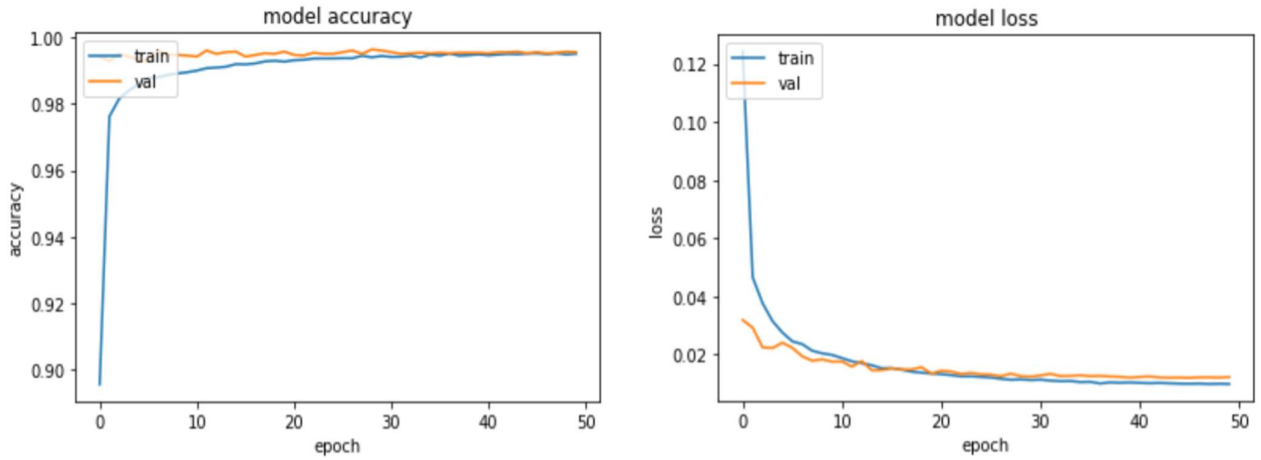 model accuracy
1.00
0.98
0.96
0.94
0.92
0.90
accuracy
train
val
0 10 20 30 40 50
epoch
model loss
0.12
0.10
0.08
0.06
0.04
0.02
loss
train
val
0 10 20 30 40 50
epoch